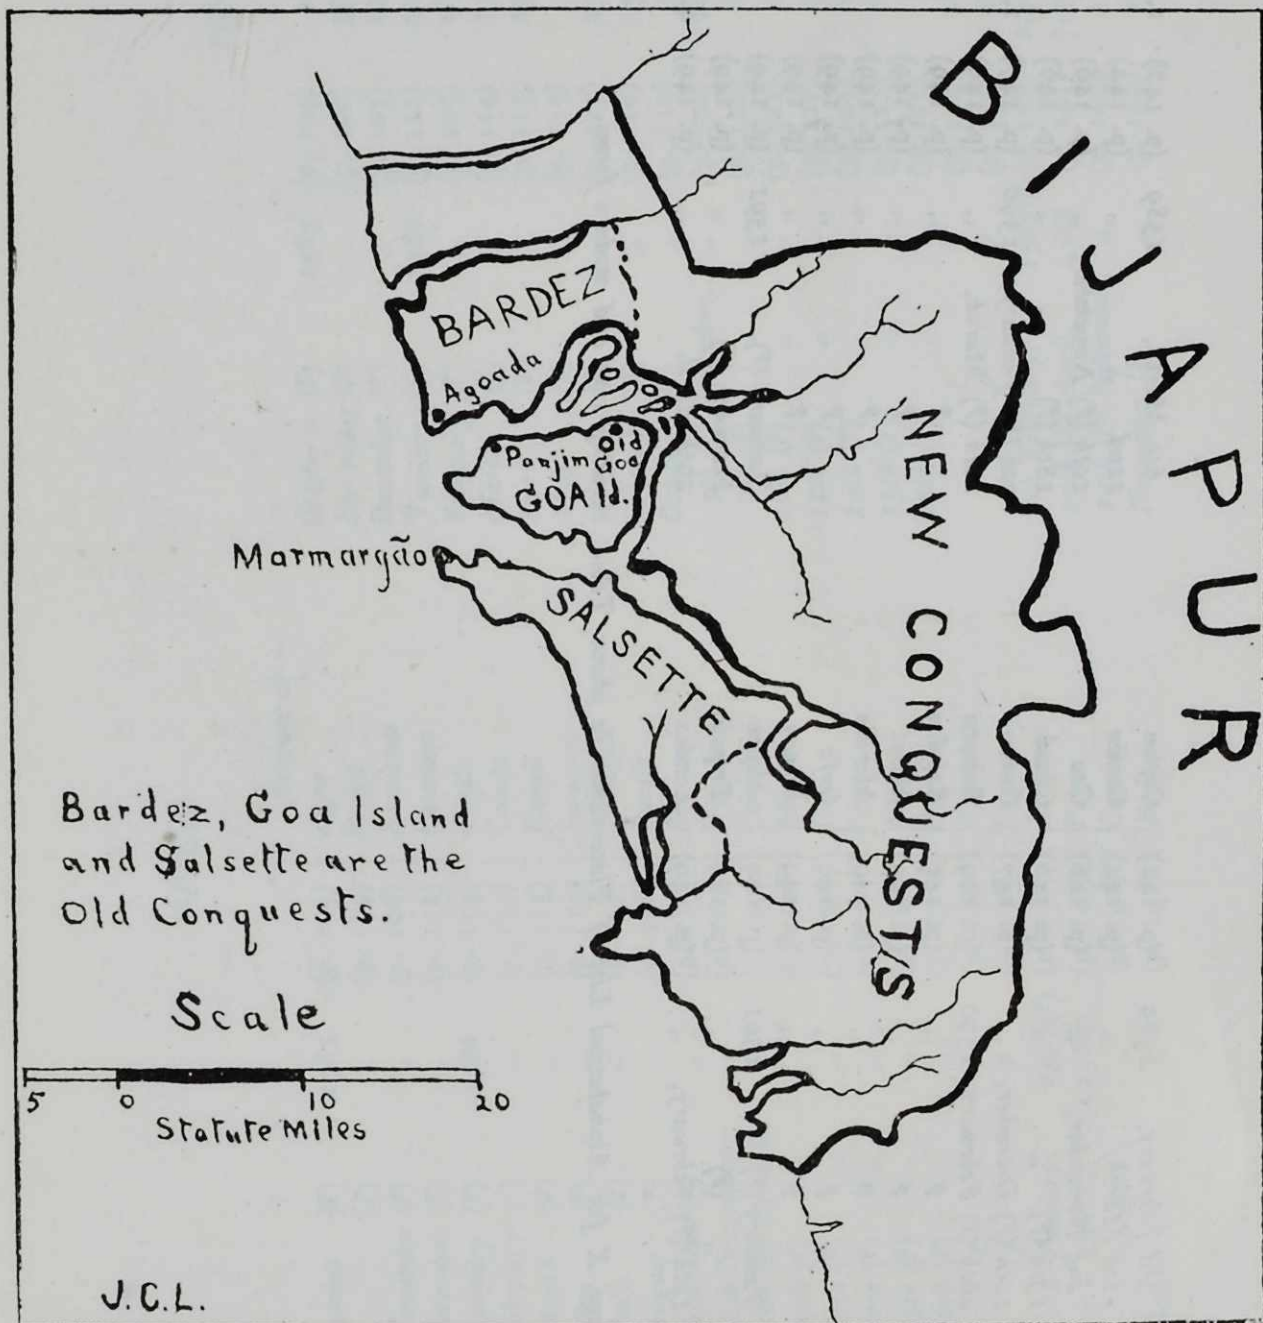 BIJAPUR
BARDEZ
Agoada
Panjim
Old
Goa
GOA Id.
Marmargão
SALSETTE
NEW CONQUESTS
Bardez, Goa Island
and Salsette are the
Old Conquests.
Scale
5 0 10 20
Statute Miles
J.C.L.